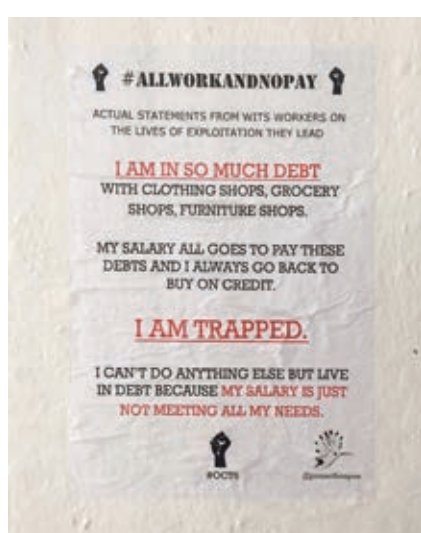 #ALLWORKANDNOPAY
ACTUAL STATEMENTS FROM WITS WORKERS ON
THE LIVES OF EXPLOITATION THEY LEAD
I AM IN SO MUCH DEBT
WITH CLOTHING SHOPS, GROCERY
SHOPS, FURNITURE SHOPS.
MY SALARY ALL GOES TO PAY THESE
DEBTS AND I ALWAYS GO BACK TO
BUY ON CREDIT.
I AM TRAPPED.
I CAN'T DO ANYTHING ELSE BUT LIVE
IN DEBT BECAUSE MY SALARY IS JUST
NOT MEETING ALL MY NEEDS.
#OCT6